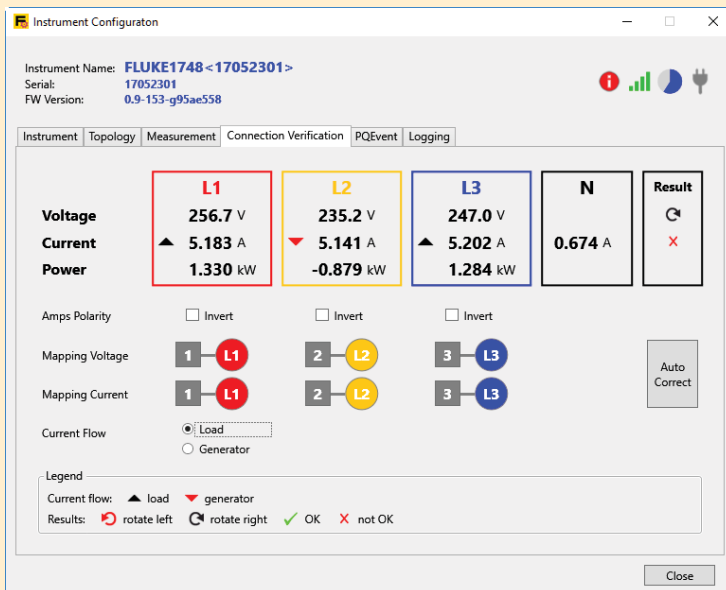 Instrument Configuraton
Instrument Name: FLUKE1748<17052301>
Serial: 17052301
FW Version: 0.9-153-g95ae558
Instrument Topology Measurement Connection Verification PQEvent Logging
L1 L2 L3 N Result
Voltage 256.7 V 235.2 V 247.0 V
Current 5.183 A 5.141 A 5.202 A 0.674 A
Power 1.330 kW -0.879 kW 1.284 kW
Amps Polarity Invert Invert Invert
Mapping Voltage 1 L1 2 L2 3 L3
Mapping Current 1 L1 2 L2 3 L3
Auto
Correct
Current Flow Load
Generator
Legend
Current flow: load generator
Results: rotate left rotate right OK not OK
Close